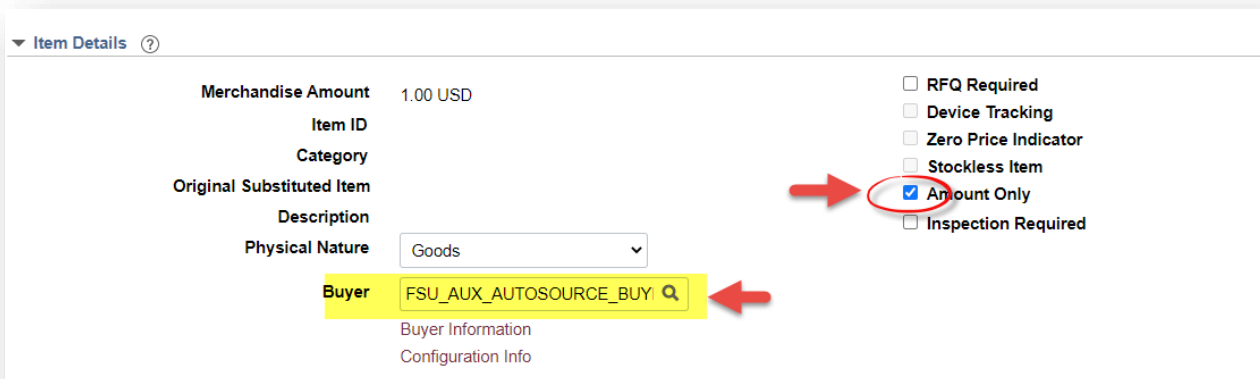 Item Details ?
Merchandise Amount 1.00 USD
Item ID
Category
Original Substituted Item
Description
Physical Nature Goods
Buyer FSU_AUX_AUTOSOURCE_BUY
Buyer Information
Configuration Info
RFQ Required
Device Tracking
Zero Price Indicator
Stockless Item
Amount Only
Inspection Required